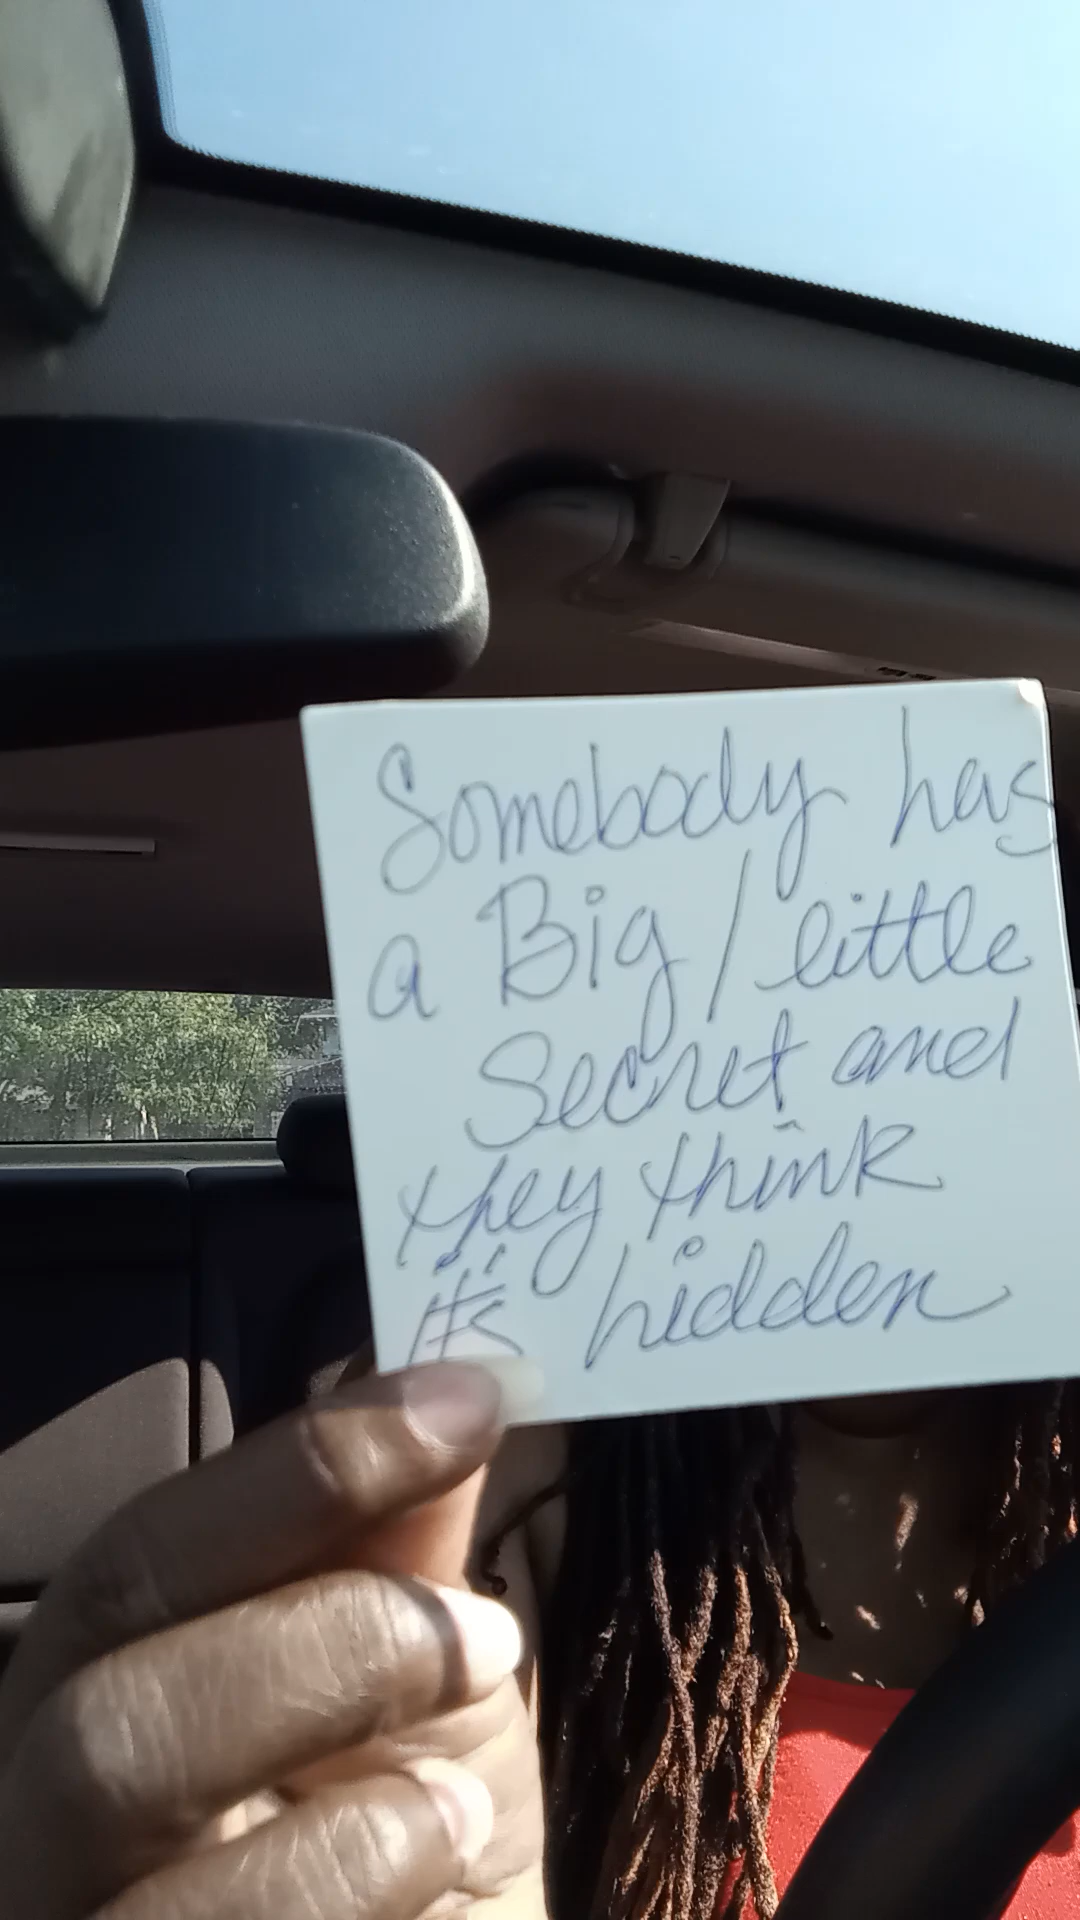 Somebody has
a Big / little
Secret and
they think
it's hidden